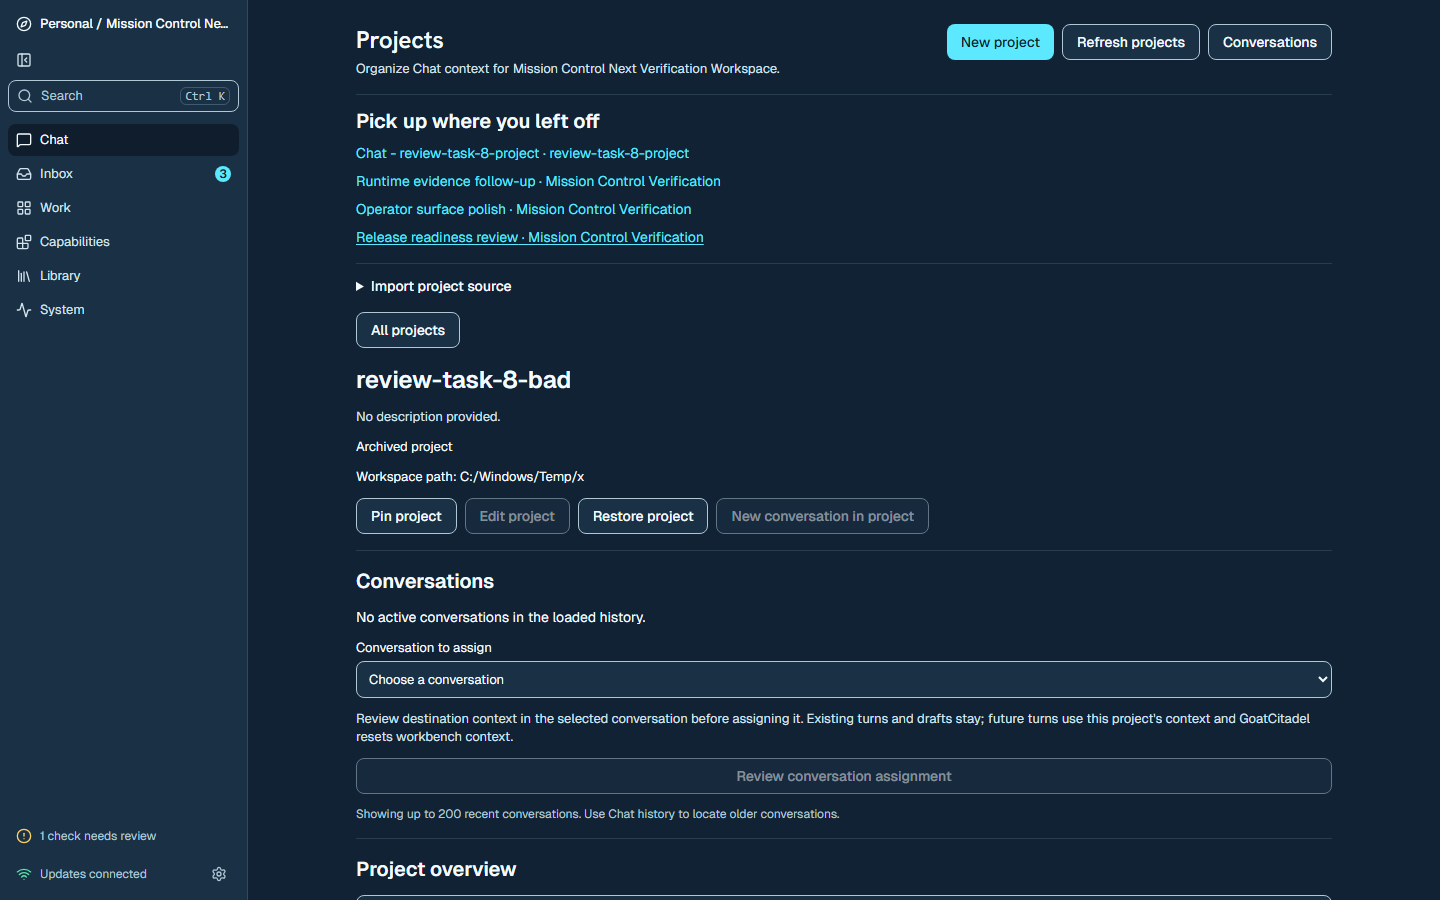 Personal / Mission Control Ne...
Search
Ctrl K
Chat
Inbox
3
Work
Capabilities
Library
System
1 check needs review
Updates connected
Projects
Organize Chat context for Mission Control Next Verification Workspace.
New project
Refresh projects
Conversations
Pick up where you left off
Chat - review-task-8-project · review-task-8-project
Runtime evidence follow-up · Mission Control Verification
Operator surface polish · Mission Control Verification
Release readiness review · Mission Control Verification
Import project source
All projects
review-task-8-bad
No description provided.
Archived project
Workspace path: C:/Windows/Temp/x
Pin project
Edit project
Restore project
New conversation in project
Conversations
No active conversations in the loaded history.
Conversation to assign
Choose a conversation
Review destination context in the selected conversation before assigning it. Existing turns and drafts stay; future turns use this project's context and GoatCitadel
resets workbench context.
Review conversation assignment
Showing up to 200 recent conversations. Use Chat history to locate older conversations.
Project overview